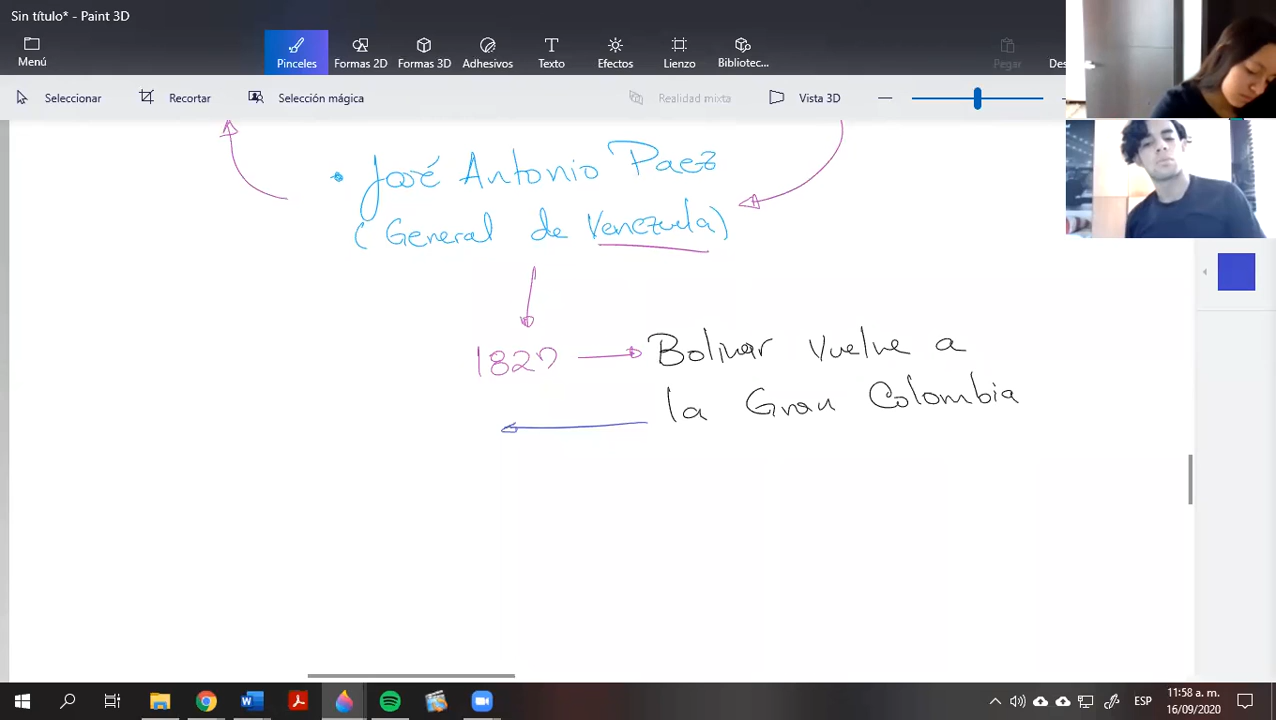 Sin título* - Paint 3D
Menú
Pinceles
Formas 2D
Formas 3D
Adhesivos
Texto
Efectos
Lienzo
Bibliotec...
Pegar
Des
Seleccionar
Recortar
Selección mágica
Realidad mixta
Vista 3D
José Antonio Paez
(General de Venezuela)
1827
Bolivar vuelve a
la Gran Colombia
ESP
11:58 a. m.
16/09/2020